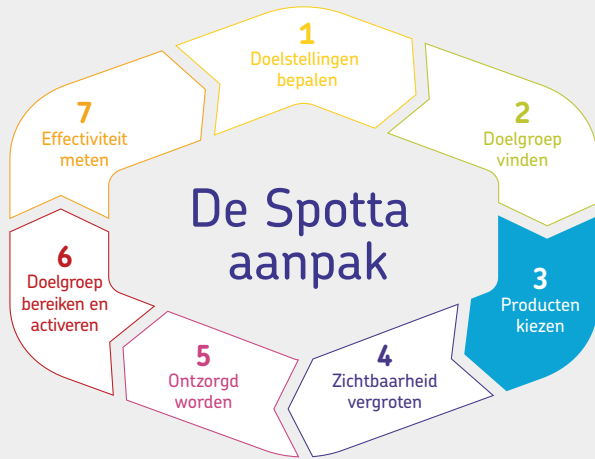 De Spotta
aanpak
1
Doelstellingen
bepalen
2
Doelgroep
vinden
3
Producten
kiezen
4
Zichtbaarheid
vergroten
5
Ontzorgd
worden
6
Doelgroep
bereiken en
activeren
7
Effectiviteit
meten